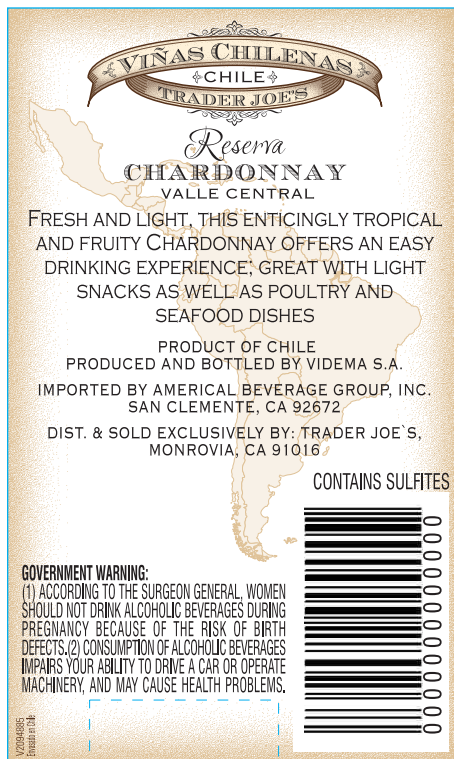 VIÑAS CHILENAS
CHILE
TRADER JOE'S
Reserva
CHARDONNAY
VALLE CENTRAL
FRESH AND LIGHT, THIS ENTICINGLY TROPICAL
AND FRUITY CHARDONNAY OFFERS AN EASY
DRINKING EXPERIENCE; GREAT WITH LIGHT
SNACKS AS WELL AS POULTRY AND
SEAFOOD DISHES
PRODUCT OF CHILE
PRODUCED AND BOTTLED BY VIDEMA S.A.
IMPORTED BY AMERICAL BEVERAGE GROUP, INC.
SAN CLEMENTE, CA 92672
DIST. & SOLD EXCLUSIVELY BY: TRADER JOE`S,
MONROVIA, CA 91016
CONTAINS SULFITES
GOVERNMENT WARNING:
(1) ACCORDING TO THE SURGEON GENERAL, WOMEN
SHOULD NOT DRINK ALCOHOLIC BEVERAGES DURING
PREGNANCY BECAUSE OF THE RISK OF BIRTH
DEFECTS.(2) CONSUMPTION OF ALCOHOLIC BEVERAGES
IMPAIRS YOUR ABILITY TO DRIVE A CAR OR OPERATE
MACHINERY, AND MAY CAUSE HEALTH PROBLEMS.
000000000000
V2094885
Envasado en Chile